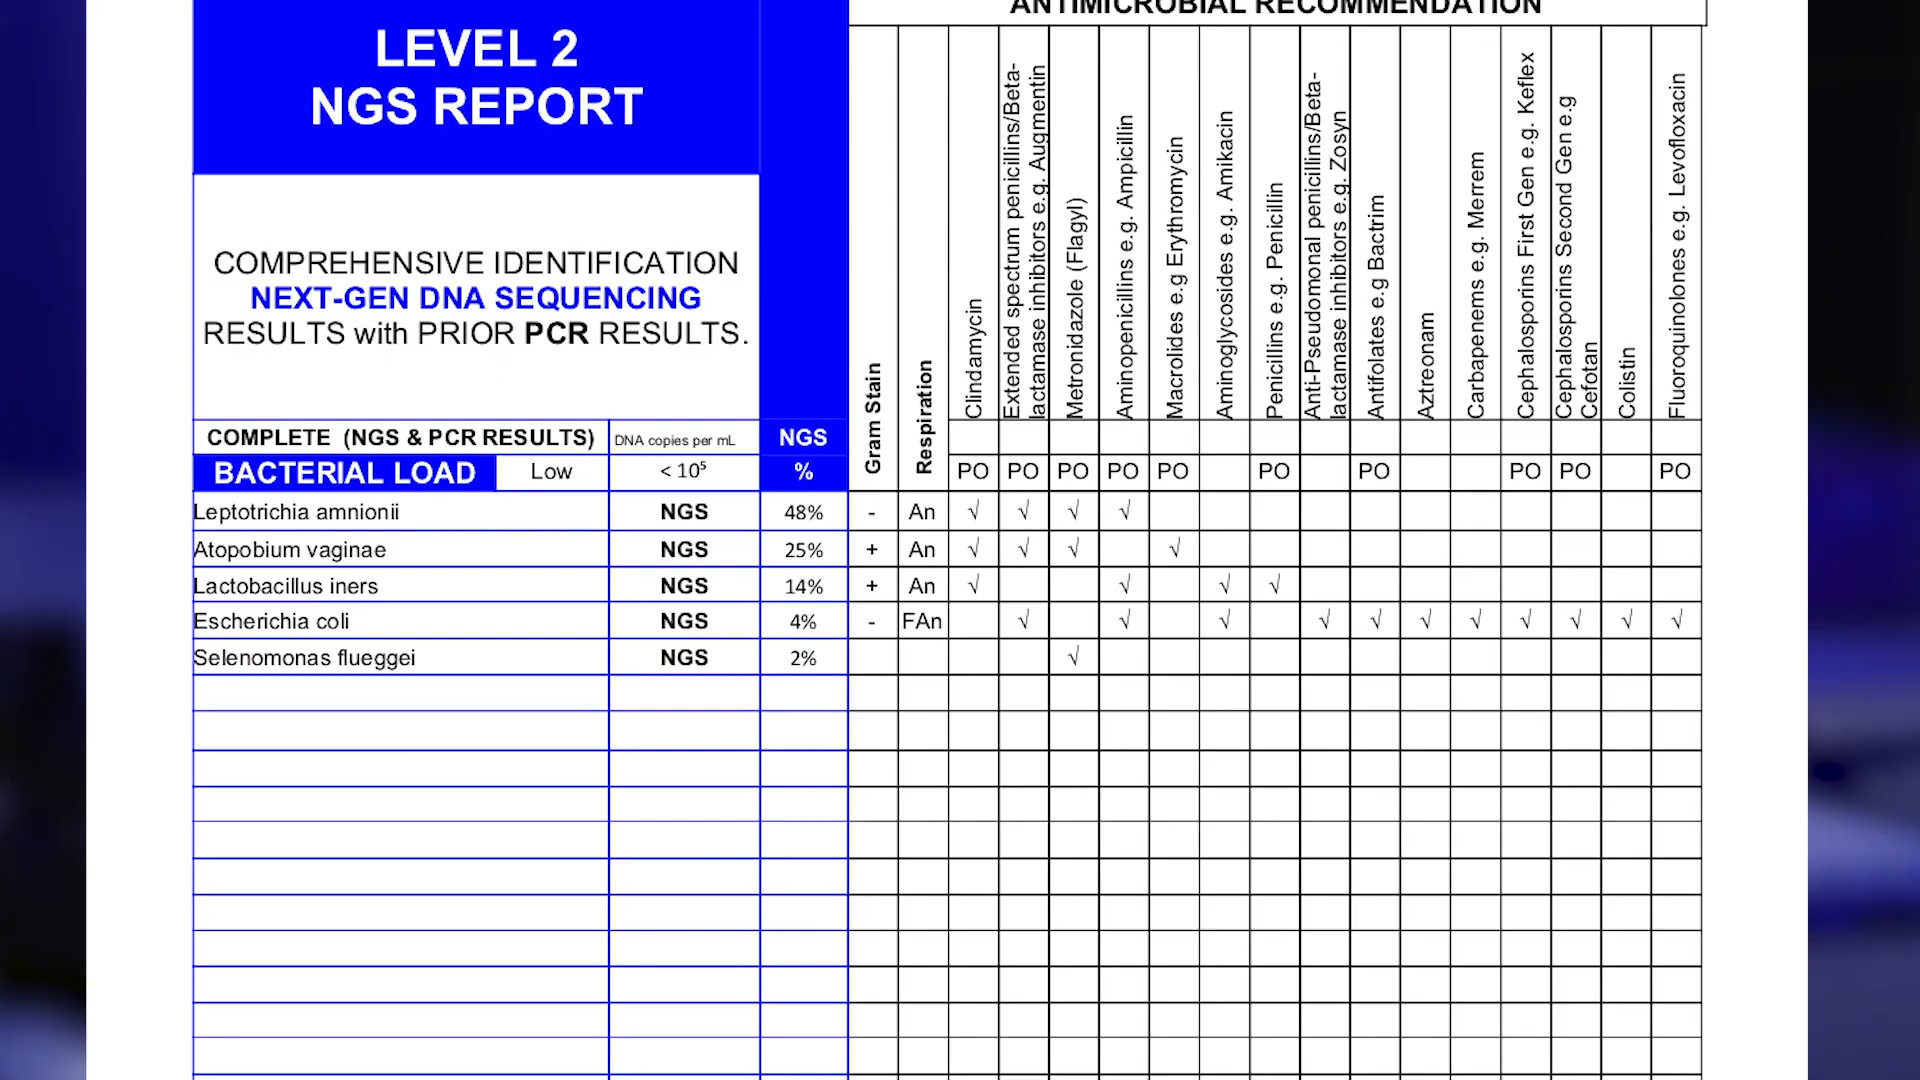 ANTIMICROBIAL RECOMMENDATION
LEVEL 2
NGS REPORT
COMPREHENSIVE IDENTIFICATION
NEXT-GEN DNA SEQUENCING
RESULTS with PRIOR PCR RESULTS.
Gram Stain
Respiration
Clindamycin
Extended spectrum penicillins/Beta-
lactamase inhibitors e.g. Augmentin
Metronidazole (Flagyl)
Aminopenicillins e.g. Ampicillin
Macrolides e.g Erythromycin
Aminoglycosides e.g. Amikacin
Penicillins e.g. Penicillin
Anti-Pseudomonal penicillins/Beta-
lactamase inhibitors e.g. Zosyn
Antifolates e.g Bactrim
Aztreonam
Carbapenems e.g. Merrem
Cephalosporins First Gen e.g. Keflex
Cephalosporins Second Gen e.g
Cefotan
Colistin
Fluoroquinolones e.g. Levofloxacin
COMPLETE (NGS & PCR RESULTS) DNA copies per mL NGS
BACTERIAL LOAD Low < 10⁵ % PO PO PO PO PO PO PO PO PO PO
Leptotrichia amnionii NGS 48% - An √ √ √ √
Atopobium vaginae NGS 25% + An √ √ √ √
Lactobacillus iners NGS 14% + An √ √ √ √
Escherichia coli NGS 4% - FAn √ √ √ √ √ √ √ √ √ √ √
Selenomonas flueggei NGS 2% √